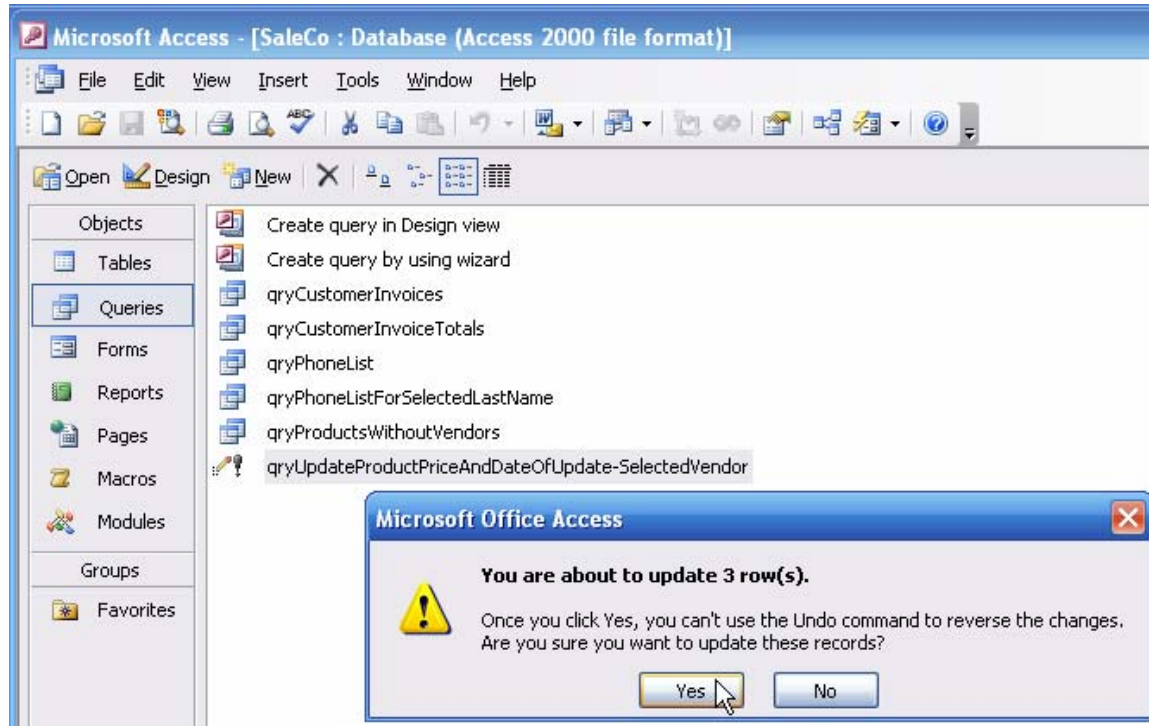 Microsoft Access - [SaleCo : Database (Access 2000 file format)]
File Edit View Insert Tools Window Help
ABC
W
Open Design New
Objects
Tables
Queries
Forms
Reports
Pages
Macros
Modules
Groups
Favorites
Create query in Design view
Create query by using wizard
qryCustomerInvoices
qryCustomerInvoiceTotals
qryPhoneList
qryPhoneListForSelectedLastName
qryProductsWithoutVendors
qryUpdateProductPriceAndDateOfUpdate-SelectedVendor
Microsoft Office Access
You are about to update 3 row(s).
Once you click Yes, you can't use the Undo command to reverse the changes.
Are you sure you want to update these records?
Yes No